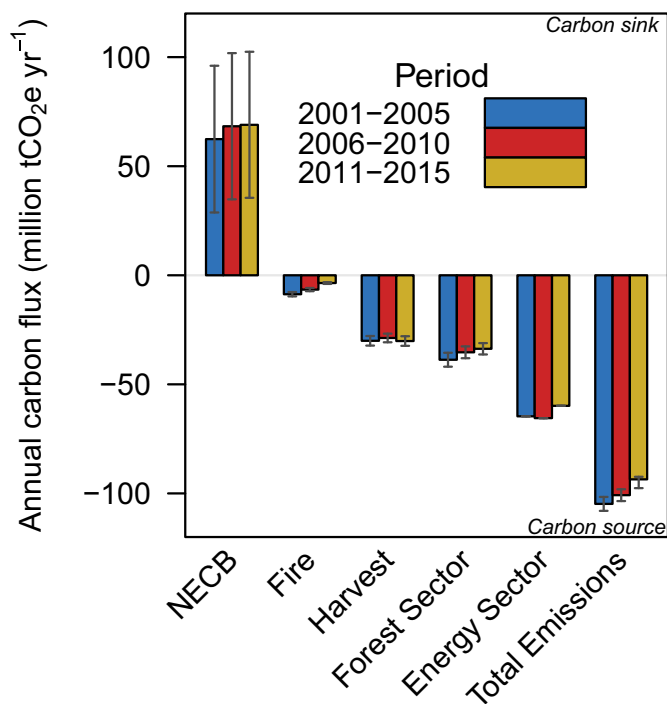 Annual carbon flux (million tCO₂e yr⁻¹)
100
50
0
−50
−100
Carbon sink
Period
2001−2005
2006−2010
2011−2015
Carbon source
NECB
Fire
Harvest
Forest Sector
Energy Sector
Total Emissions